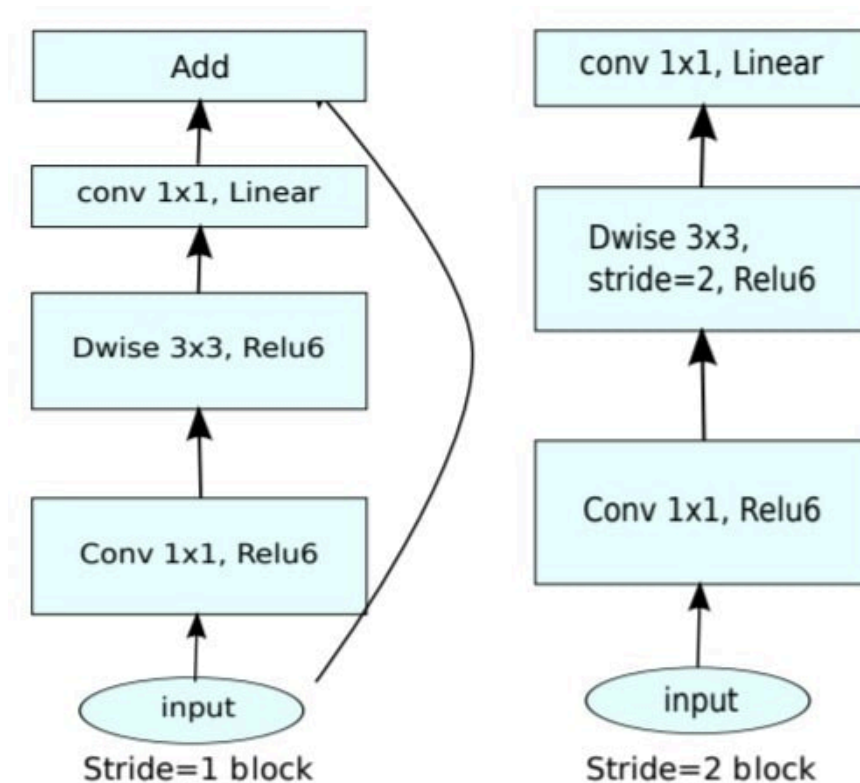 Add
conv 1x1, Linear
Dwise 3x3, Relu6
Conv 1x1, Relu6
input
Stride=1 block
conv 1x1, Linear
Dwise 3x3,
stride=2, Relu6
Conv 1x1, Relu6
input
Stride=2 block